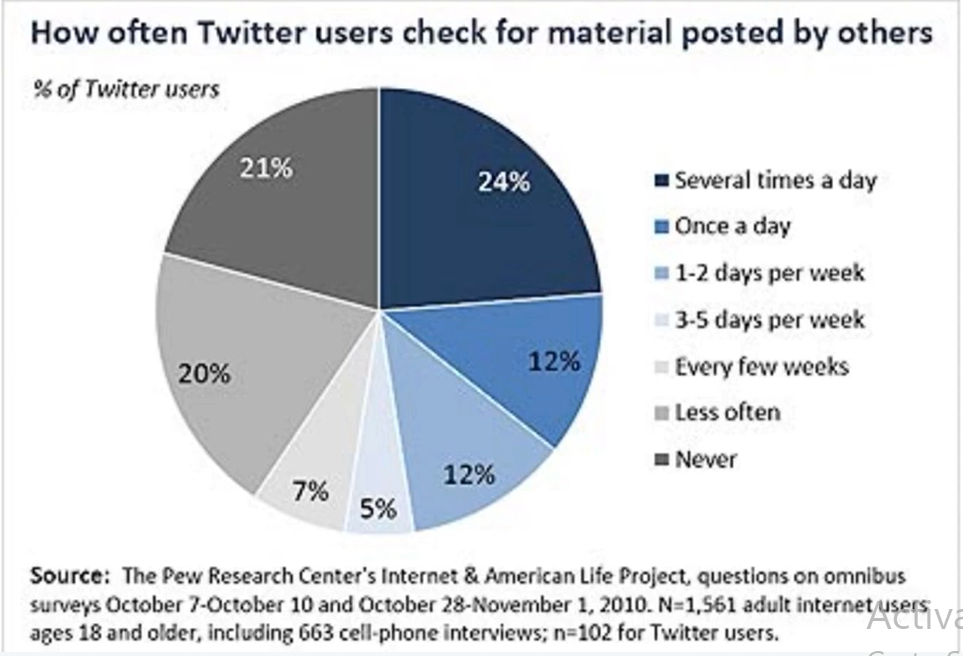 How often Twitter users check for material posted by others
% of Twitter users
21%
24%
12%
12%
5%
7%
20%
Several times a day
Once a day
1-2 days per week
3-5 days per week
Every few weeks
Less often
Never
Source: The Pew Research Center's Internet & American Life Project, questions on omnibus
surveys October 7-October 10 and October 28-November 1, 2010. N=1,561 adult internet users
ages 18 and older, including 663 cell-phone interviews; n=102 for Twitter users.
Activa